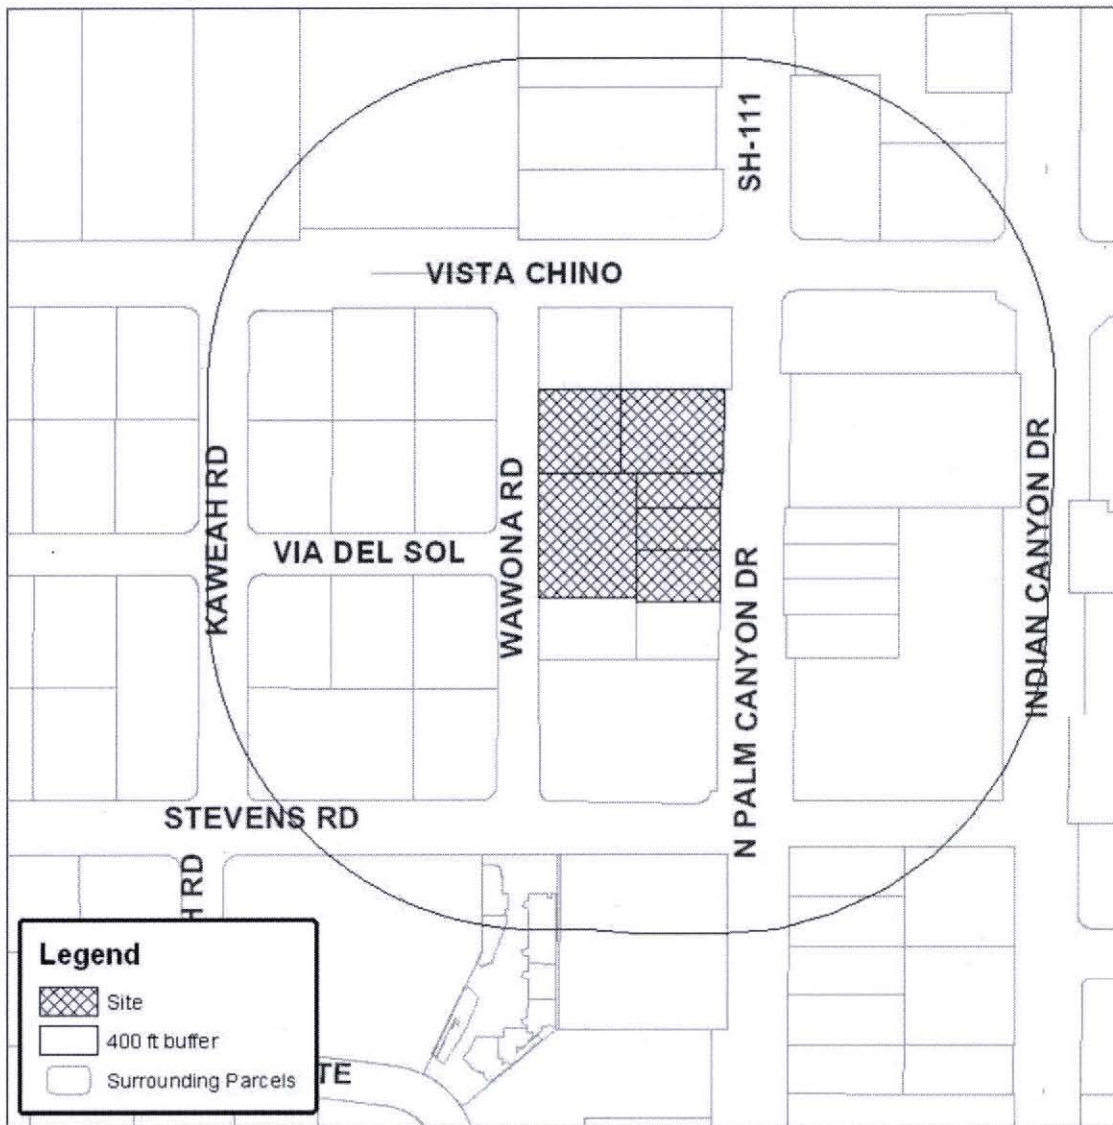 SH-111
VISTA CHINO
KAWEAH RD
VIA DEL SOL
WAWONA RD
N PALM CANYON DR
INDIAN CANYON DR
STEVENS RD
H RD
TE
Legend
Site
400 ft buffer
Surrounding Parcels